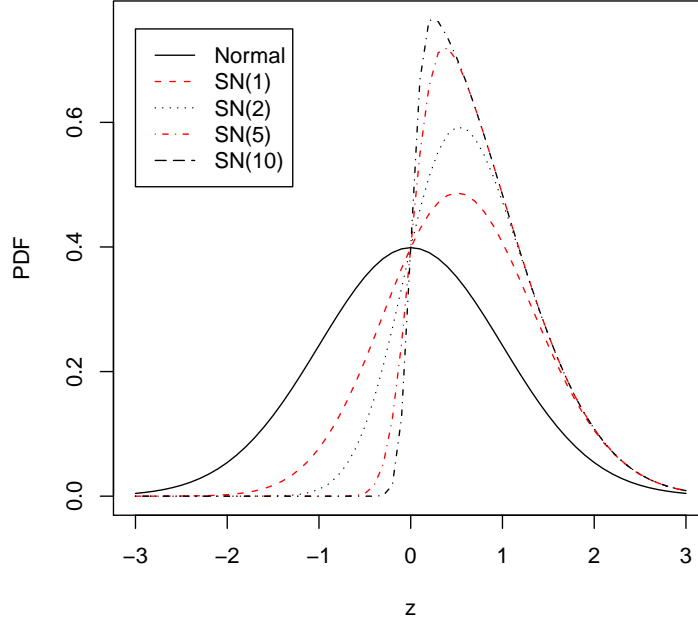 Normal
SN(1)
SN(2)
SN(5)
SN(10)
PDF
0.6
0.4
0.2
0.0
−3 −2 −1 0 1 2 3
z